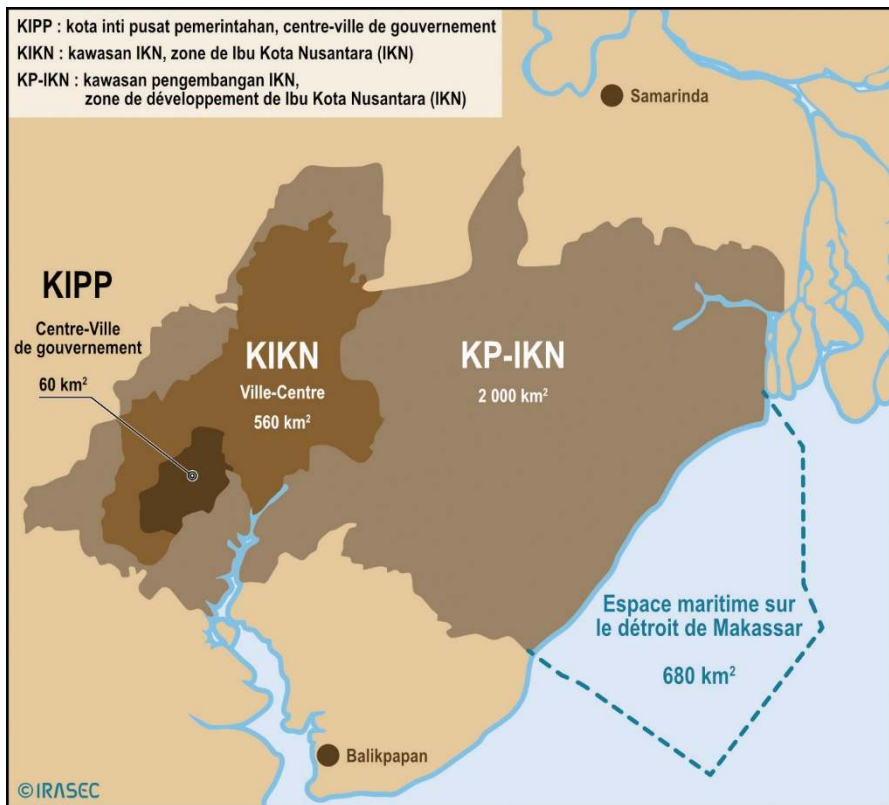 KIPP : kota inti pusat pemerintahan, centre-ville de gouvernement
KIKN : kawasan IKN, zone de Ibu Kota Nusantara (IKN)
KP-IKN : kawasan pengembangan IKN,
zone de développement de Ibu Kota Nusantara (IKN)
Samarinda
KIPP
Centre-Ville
de gouvernement
60 km²
KIKN
Ville-Centre
560 km²
KP-IKN
2 000 km²
Espace maritime sur
le détroit de Makassar
680 km²
Balikpapan
©IRASEC